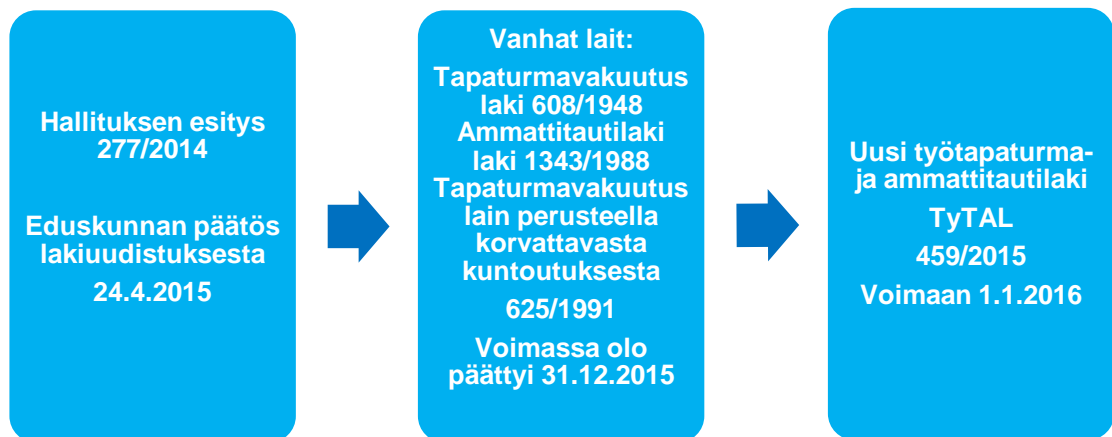 Hallituksen esitys
277/2014
Eduskunnan päätös
lakiuudistuksesta
24.4.2015
Vanhat lait:
Tapaturmavakuutus
laki 608/1948
Ammattitautilaki
laki 1343/1988
Tapaturmavakuutus
lain perusteella
korvattavasta
kuntoutuksesta
625/1991
Voimassa olo
päättyi 31.12.2015
Uusi työtapaturma-
ja ammattitautilaki
TyTAL
459/2015
Voimaan 1.1.2016